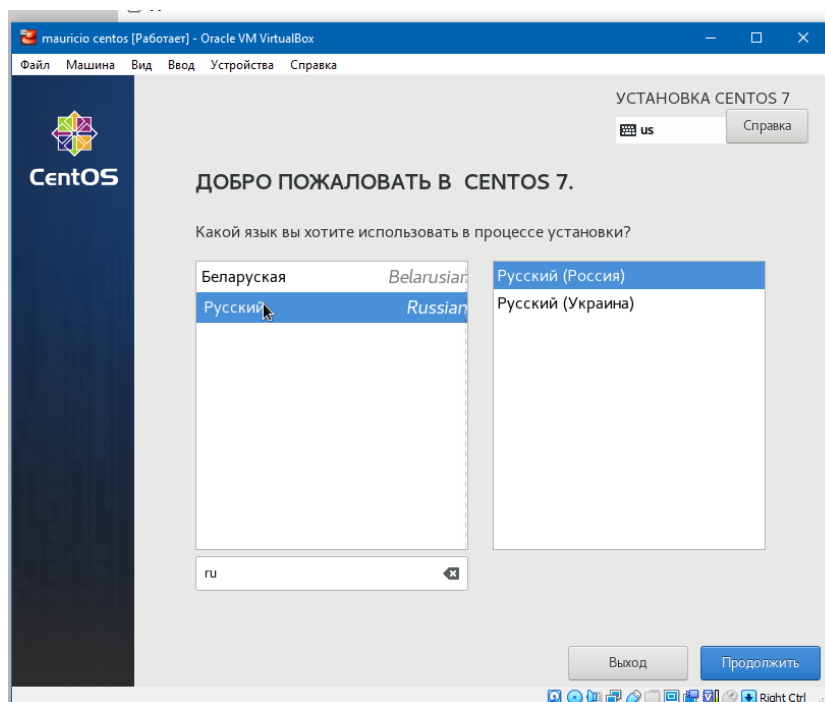 mauricio centos [Работает] - Oracle VM VirtualBox
Файл Машина Вид Ввод Устройства Справка
УСТАНОВКА CENTOS 7
us Справка
CentOS
ДОБРО ПОЖАЛОВАТЬ В CENTOS 7.
Какой язык вы хотите использовать в процессе установки?
Беларуская Belarusian
Русский Russian
Русский (Россия)
Русский (Украина)
ru
Выход Продолжить
Right Ctrl